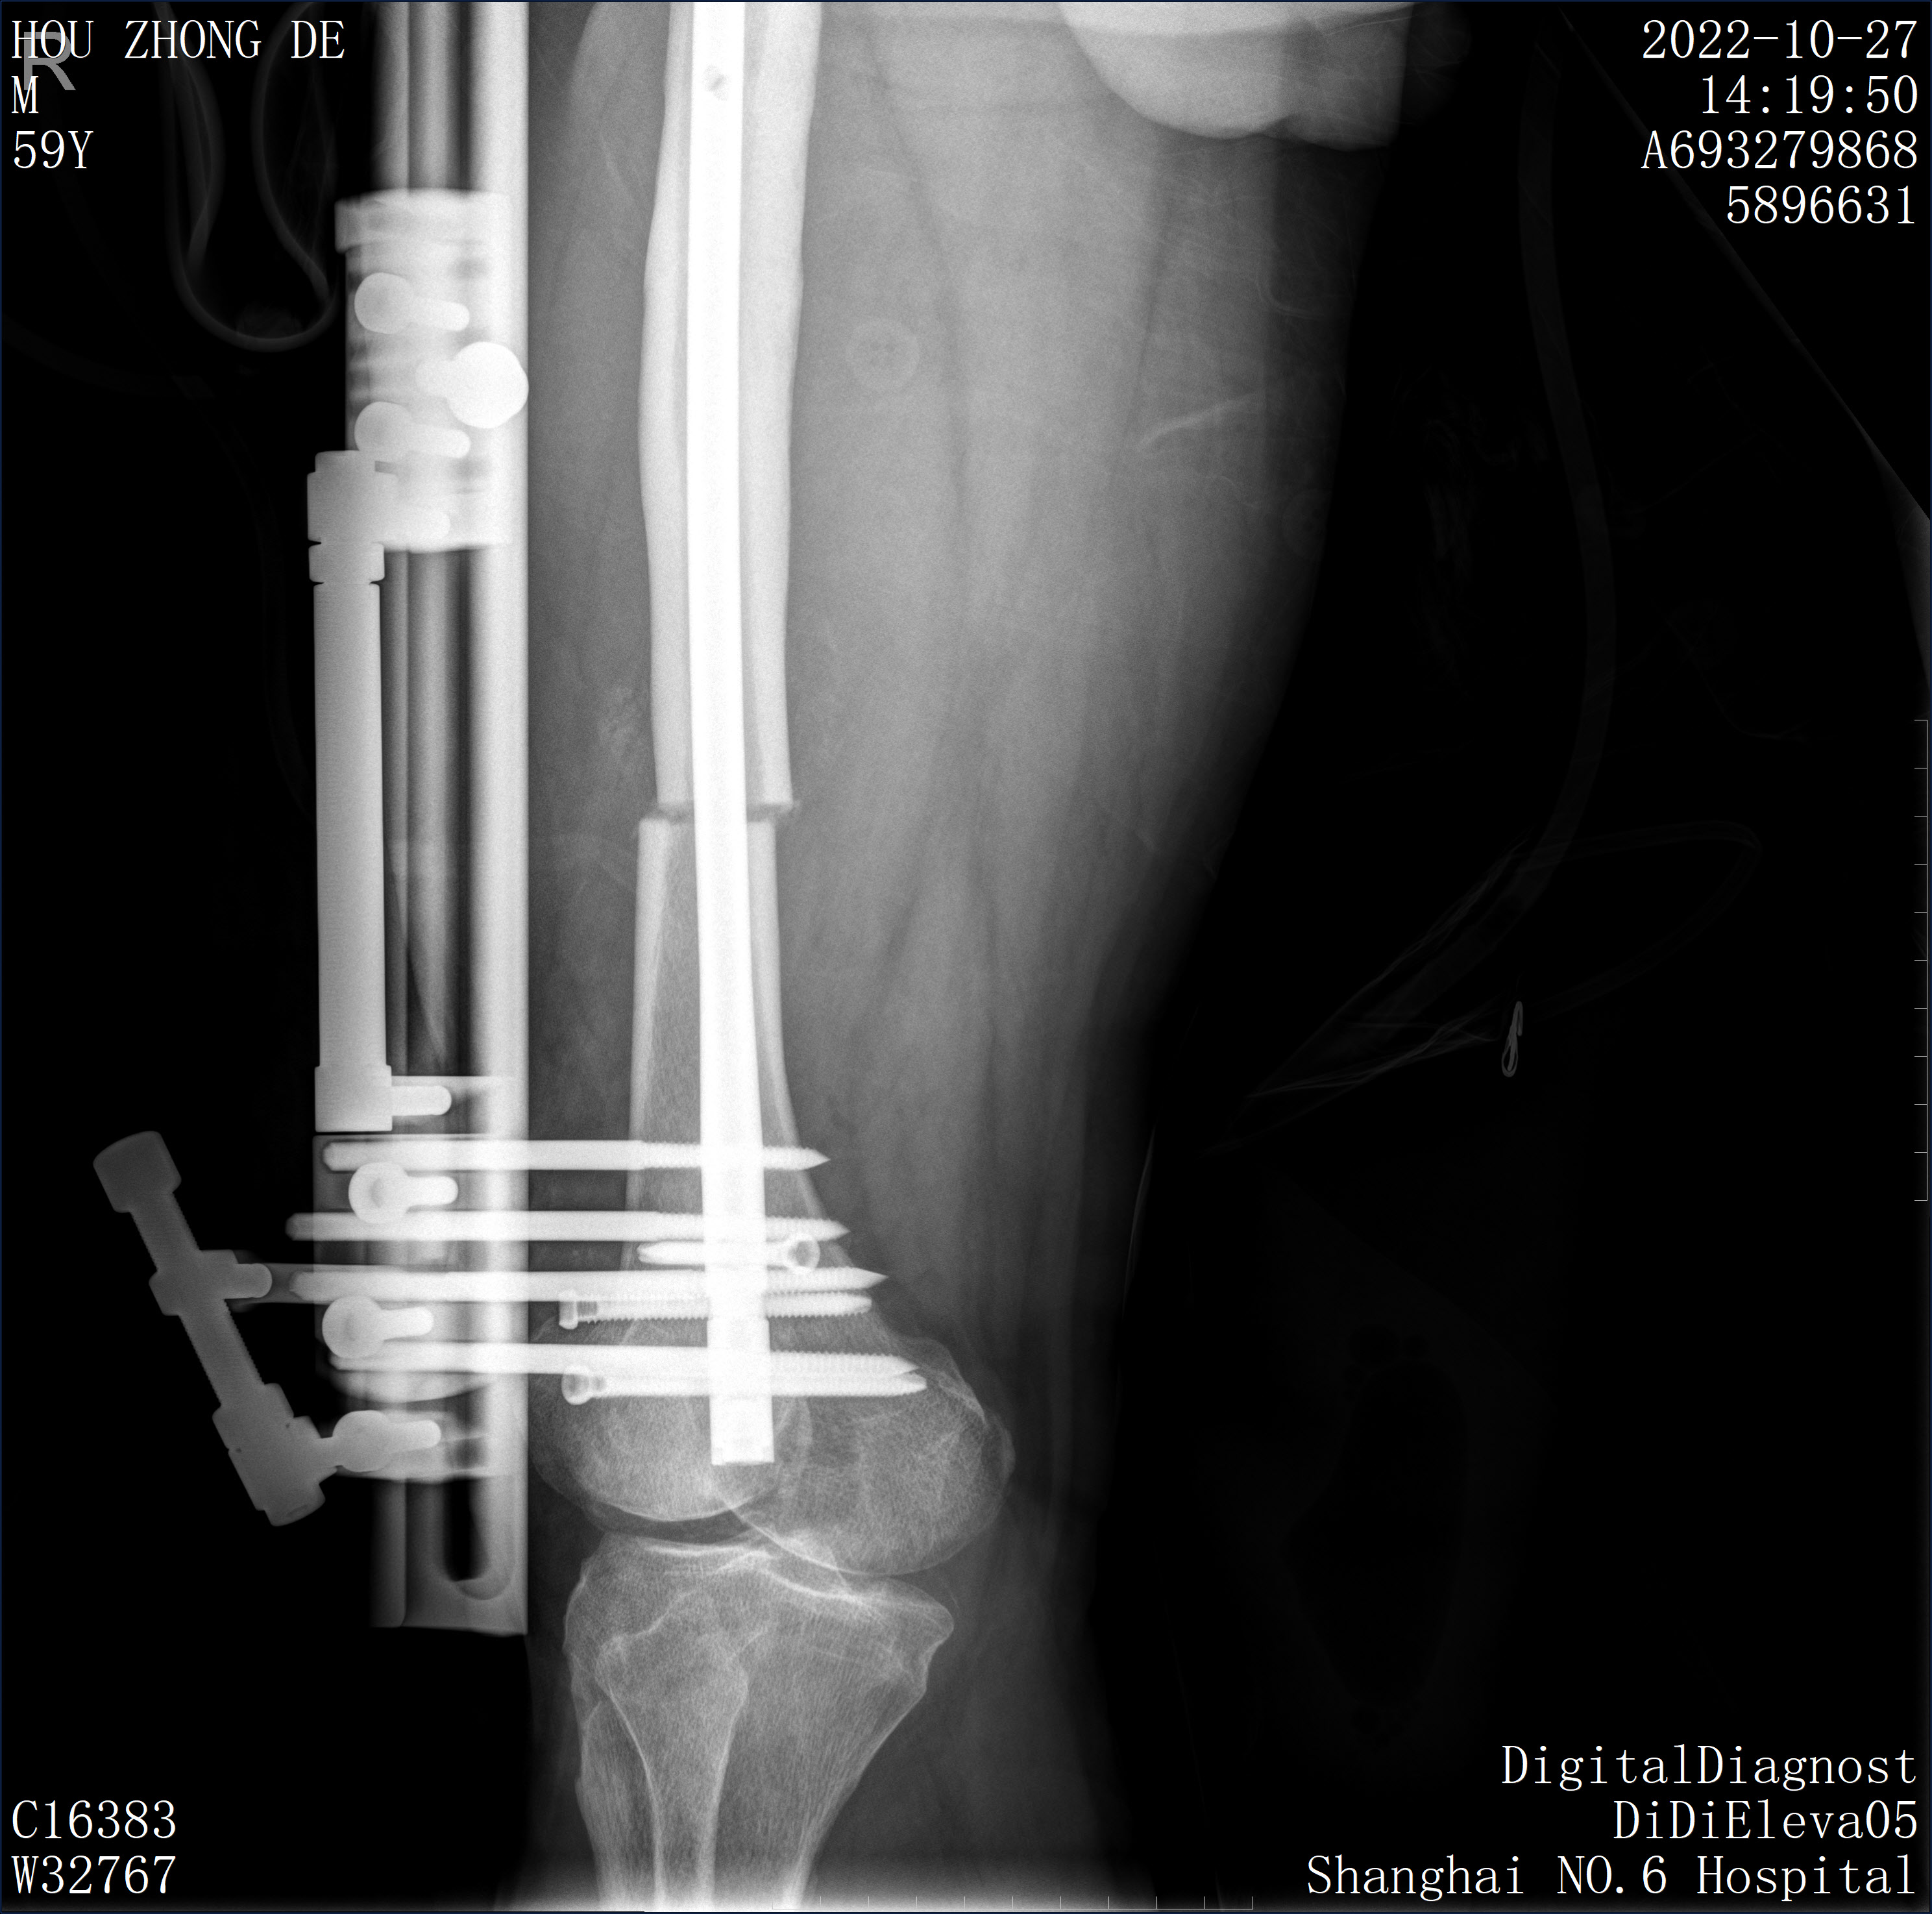 HOU ZHONG DE
R
M
59Y
2022-10-27
14:19:50
A693279868
5896631
C16383
W32767
DigitalDiagnost
DiDiEleva05
Shanghai NO.6 Hospital